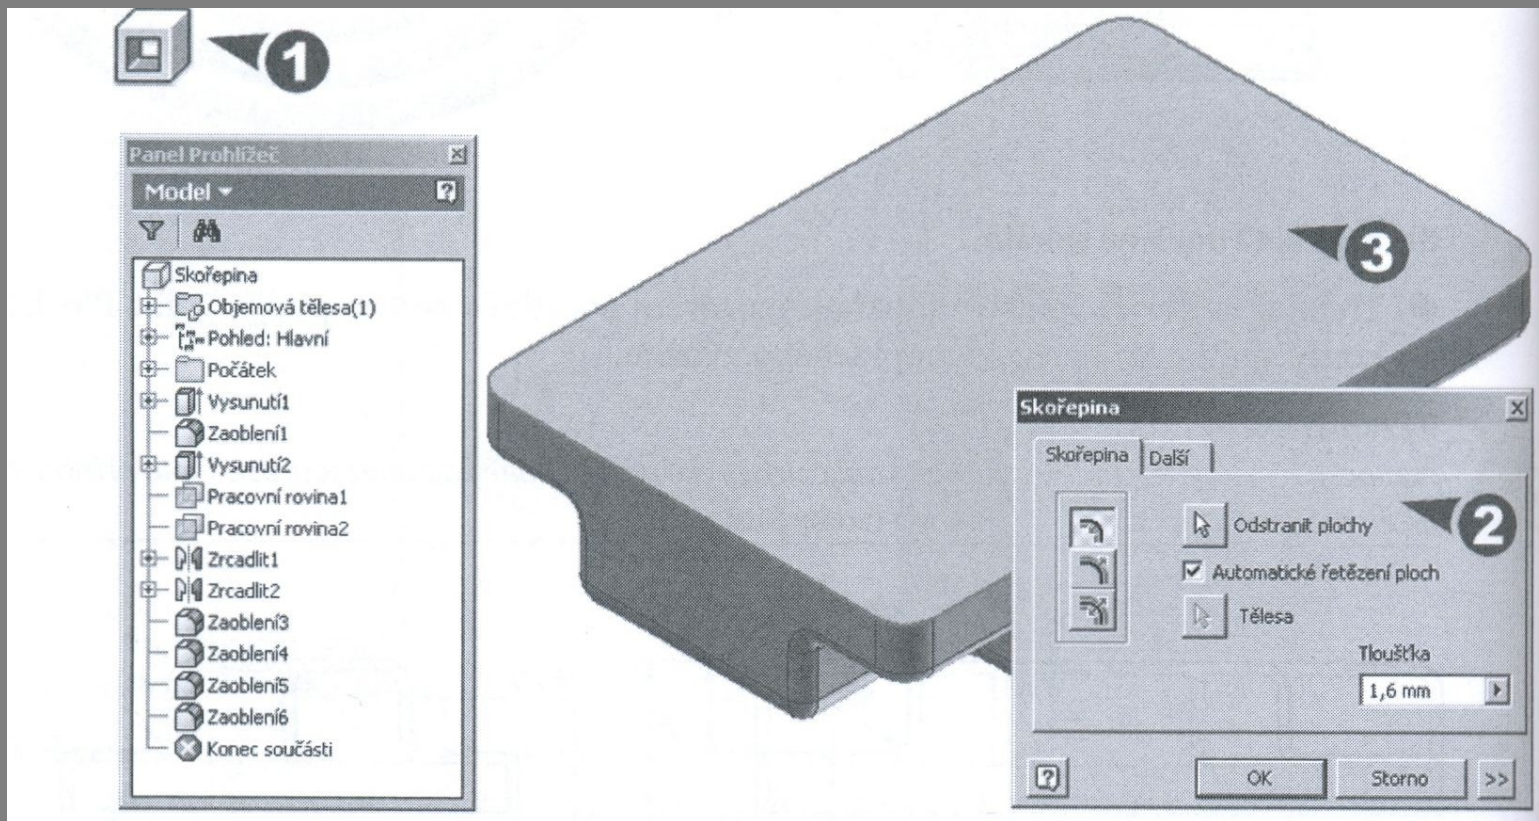 1
Panel Prohlížeč
Model
Skořepina
Objemová tělesa(1)
Pohled: Hlavní
Počátek
Vysunutí1
Zaoblení1
Vysunutí2
Pracovní rovina1
Pracovní rovina2
Zrcadlit1
Zrcadlit2
Zaoblení3
Zaoblení4
Zaoblení5
Zaoblení6
Konec součásti
3
Skořepina
Skořepina Další
2
Odstranit plochy
Automatické řetězení ploch
Tělesa
Tloušťka
1,6 mm
OK Storno >>